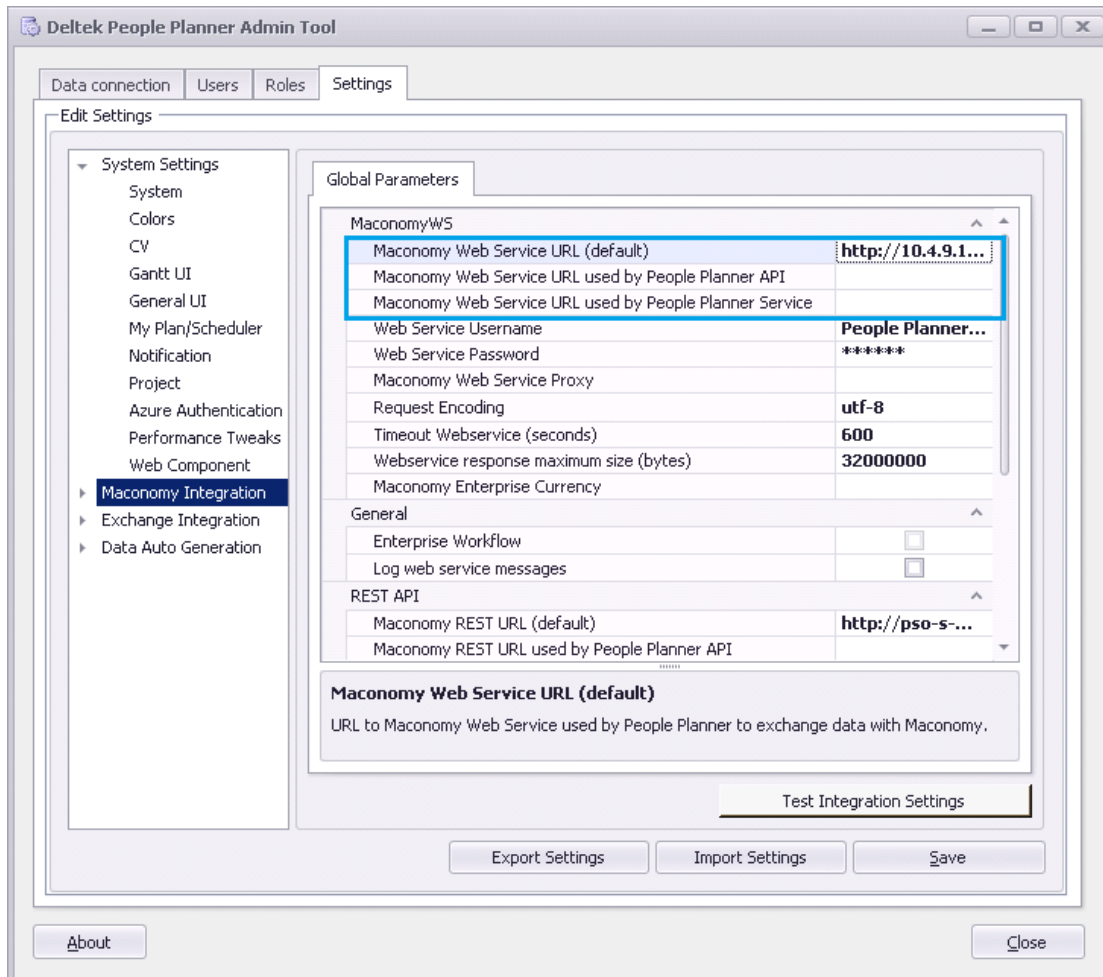 Deltek People Planner Admin Tool
Data connection Users Roles Settings
Edit Settings
System Settings
System
Colors
CV
Gantt UI
General UI
My Plan/Scheduler
Notification
Project
Azure Authentication
Performance Tweaks
Web Component
Maconomy Integration
Exchange Integration
Data Auto Generation
Global Parameters
MaconomyWS
Maconomy Web Service URL (default) http://10.4.9.1...
Maconomy Web Service URL used by People Planner API
Maconomy Web Service URL used by People Planner Service
Web Service Username People Planner...
Web Service Password ******
Maconomy Web Service Proxy
Request Encoding utf-8
Timeout Webservice (seconds) 600
Webservice response maximum size (bytes) 32000000
Maconomy Enterprise Currency
General
Enterprise Workflow
Log web service messages
REST API
Maconomy REST URL (default) http://pso-s-...
Maconomy REST URL used by People Planner API
Maconomy Web Service URL (default)
URL to Maconomy Web Service used by People Planner to exchange data with Maconomy.
Test Integration Settings
Export Settings Import Settings Save
About Close